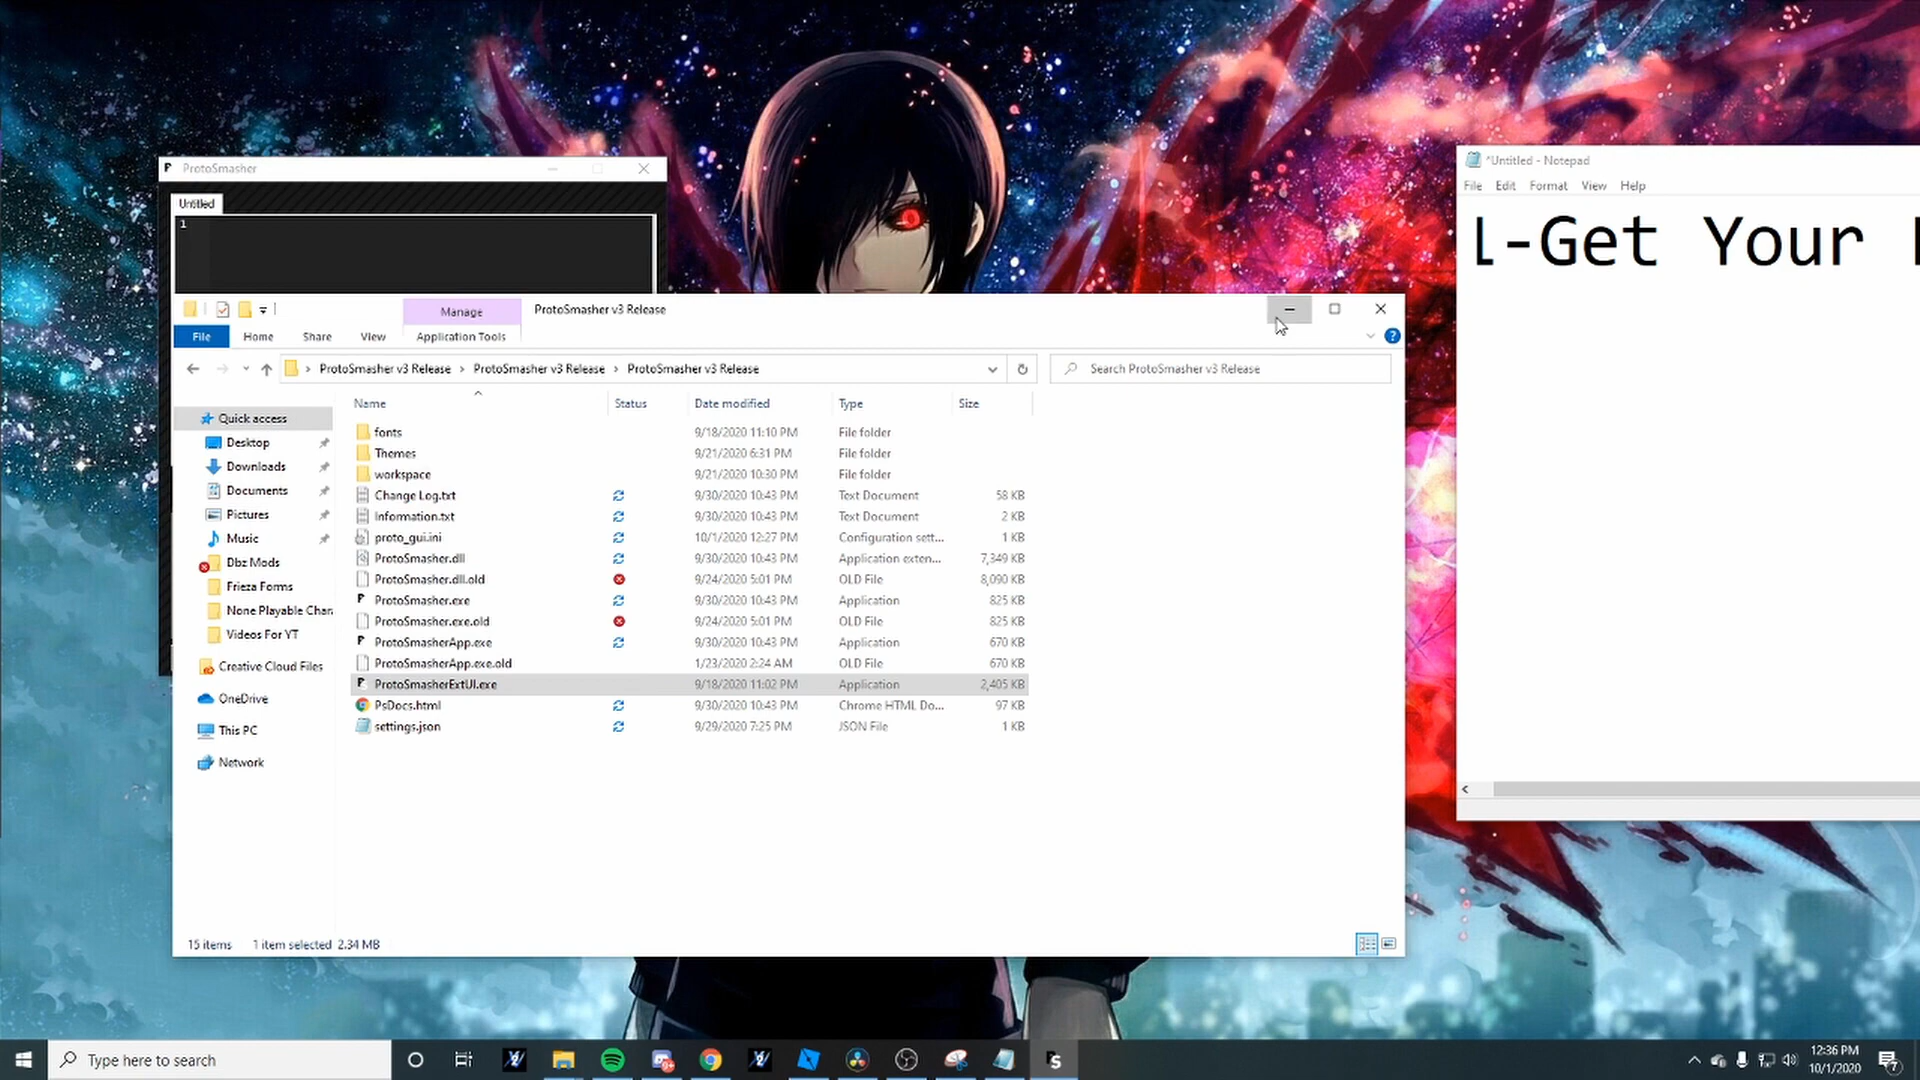 ProtoSmasher
Untitled
1
*Untitled - Notepad
File Edit Format View Help
-Get Your
Manage
ProtoSmasher v3 Release
File Home Share View Application Tools
ProtoSmasher v3 Release › ProtoSmasher v3 Release › ProtoSmasher v3 Release
Search ProtoSmasher v3 Release
Name Status Date modified Type Size
Quick access
Desktop
Downloads
Documents
Pictures
Music
Dbz Mods
Frieza Forms
None Playable Char
Videos For YT
Creative Cloud Files
OneDrive
This PC
Network
fonts 9/18/2020 11:10 PM File folder
Themes 9/21/2020 6:31 PM File folder
workspace 9/21/2020 10:30 PM File folder
Change Log.txt 9/30/2020 10:43 PM Text Document 58 KB
Information.txt 9/30/2020 10:43 PM Text Document 2 KB
proto_gui.ini 10/1/2020 12:27 PM Configuration sett... 1 KB
ProtoSmasher.dll 9/30/2020 10:43 PM Application exten... 7,349 KB
ProtoSmasher.dll.old 9/24/2020 5:01 PM OLD File 8,090 KB
ProtoSmasher.exe 9/30/2020 10:43 PM Application 825 KB
ProtoSmasher.exe.old 9/24/2020 5:01 PM OLD File 825 KB
ProtoSmasherApp.exe 9/30/2020 10:43 PM Application 670 KB
ProtoSmasherApp.exe.old 1/23/2020 2:24 AM OLD File 670 KB
ProtoSmasherExtUI.exe 9/18/2020 11:02 PM Application 2,405 KB
PsDocs.html 9/30/2020 10:43 PM Chrome HTML Do... 97 KB
settings.json 9/29/2020 7:25 PM JSON File 1 KB
15 items 1 item selected 2.34 MB
Type here to search
12:36 PM
10/1/2020